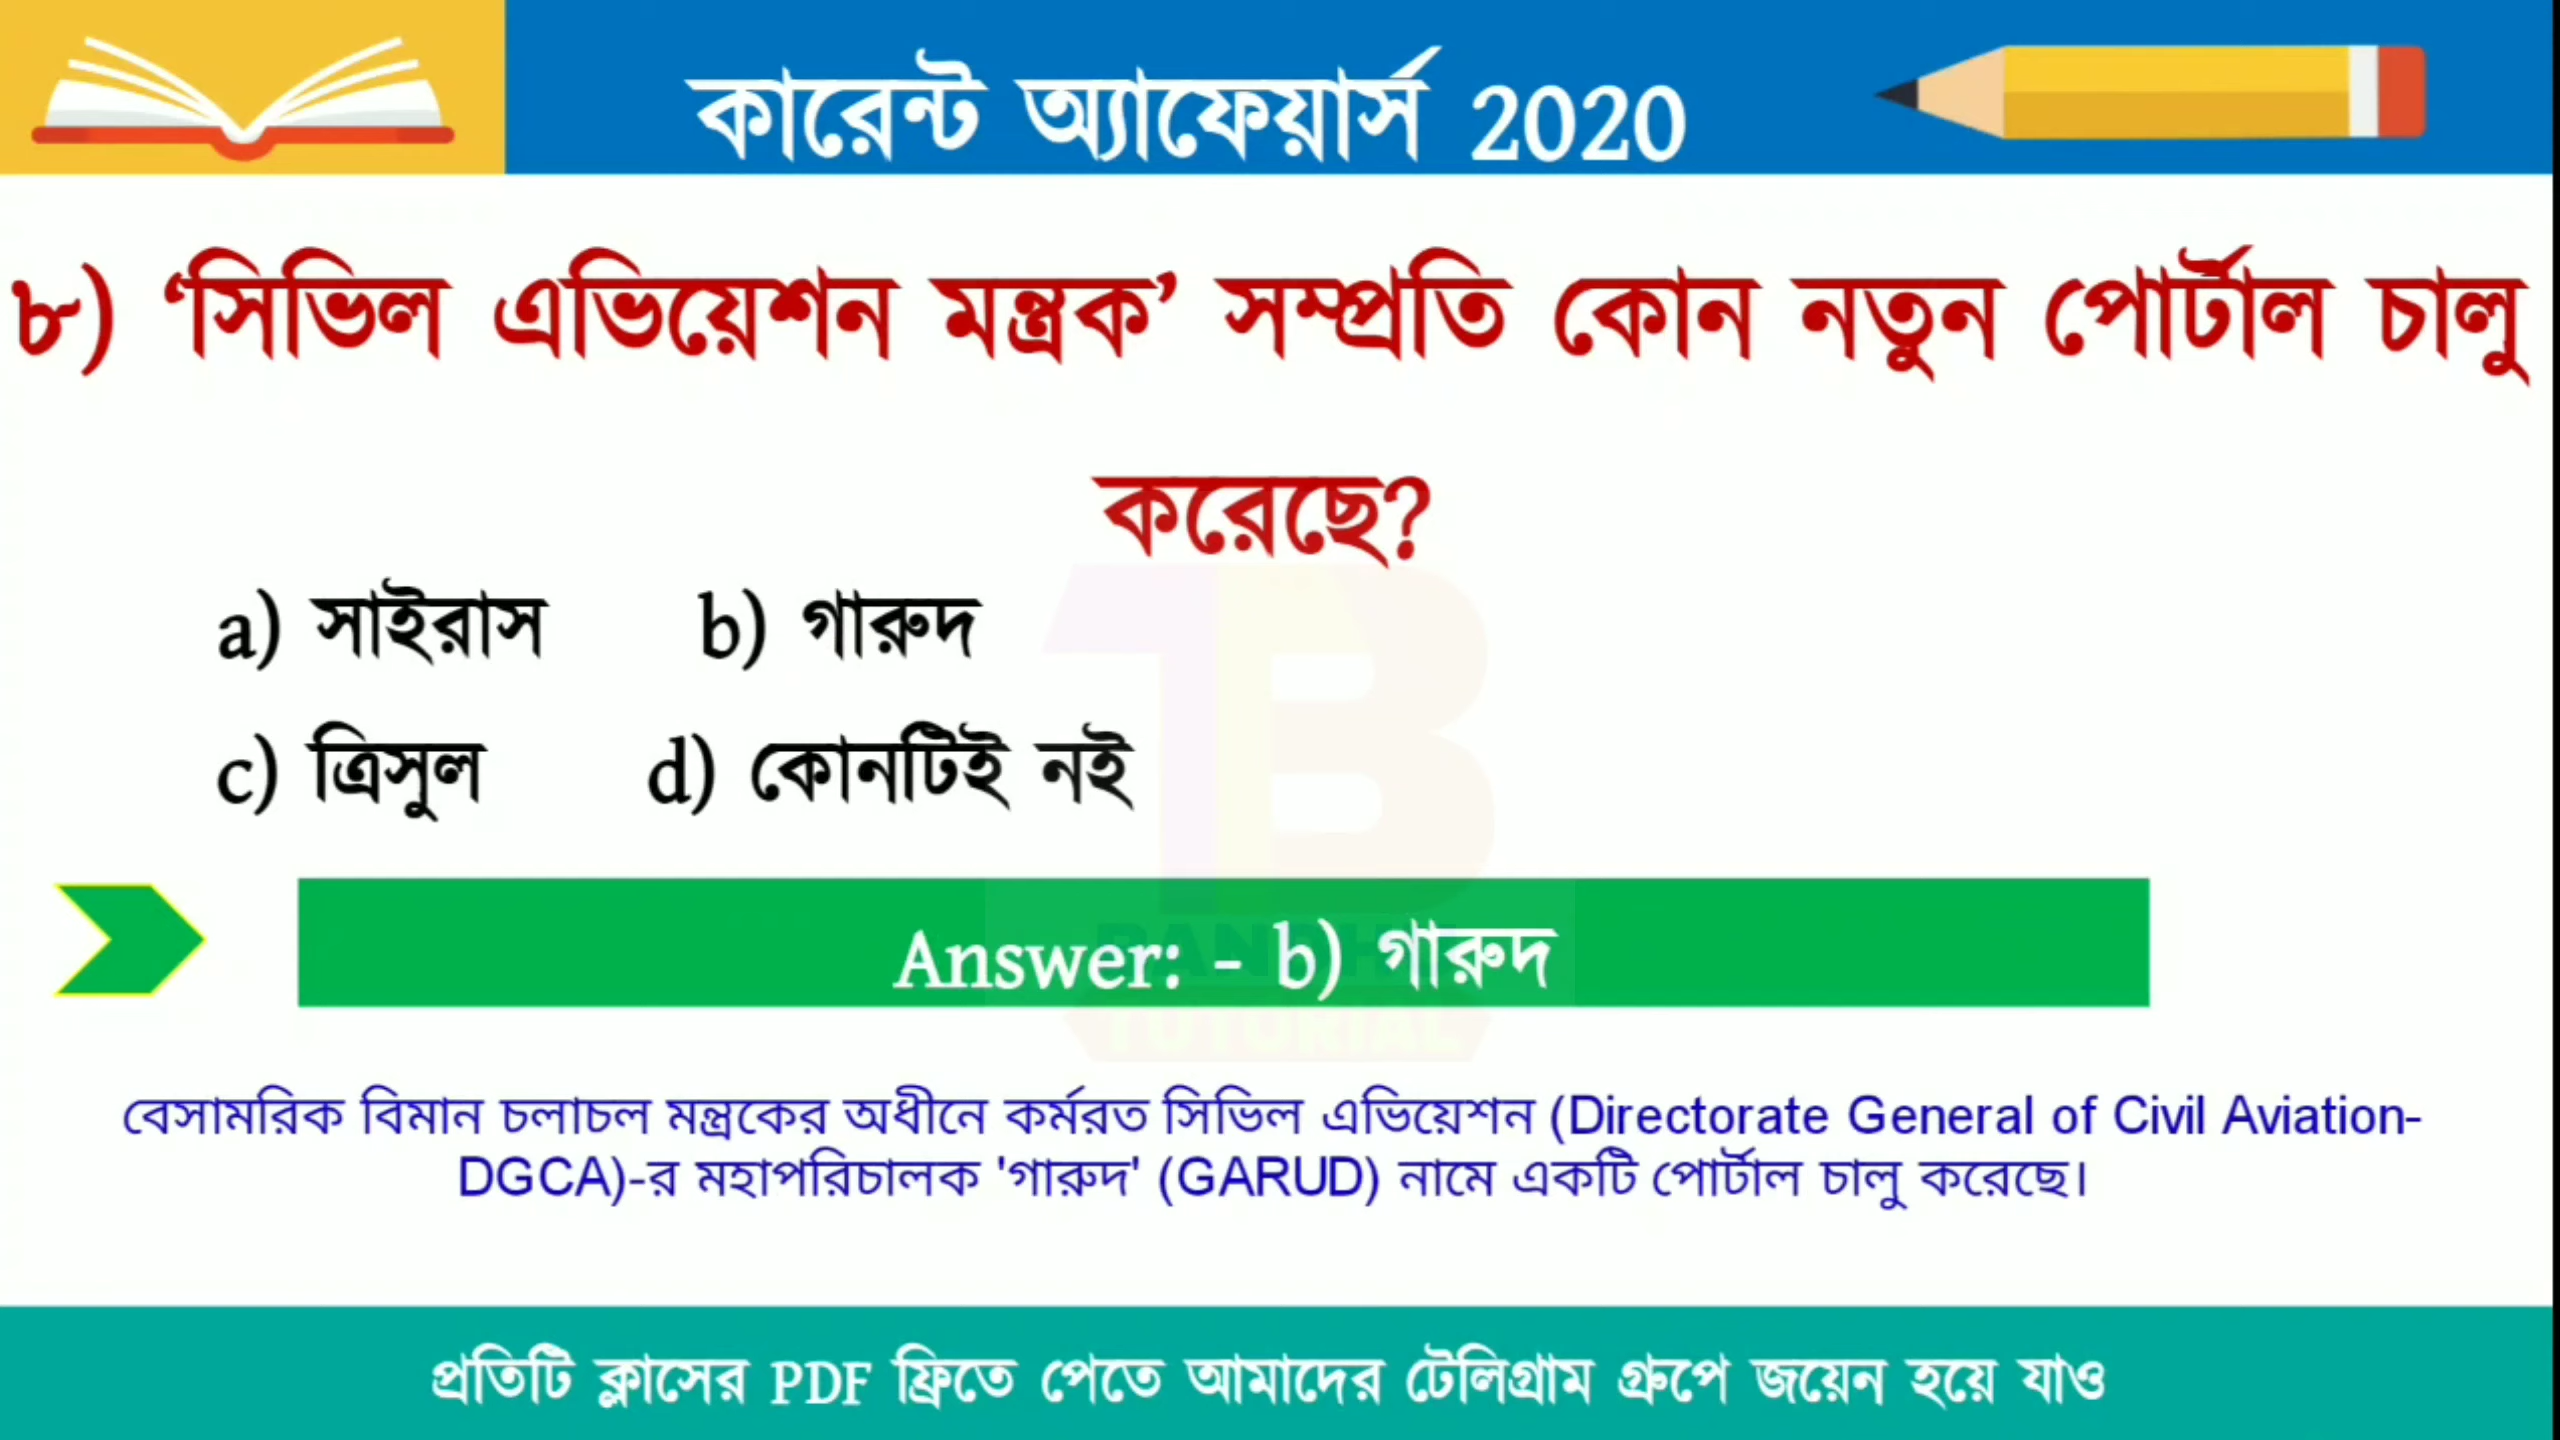 কারেন্ট অ্যাফেয়ার্স 2020
৮) ‘সিভিল এভিয়েশন মন্ত্রক’ সম্প্রতি কোন নতুন পোর্টাল চালু
করেছে?
a) সাইরাস b) গারুদ
c) ত্রিসুল d) কোনটিই নই
Answer: - b) গারুদ
TUTORIAL
বেসামরিক বিমান চলাচল মন্ত্রকের অধীনে কর্মরত সিভিল এভিয়েশন (Directorate General of Civil Aviation-
DGCA)-র মহাপরিচালক 'গারুদ' (GARUD) নামে একটি পোর্টাল চালু করেছে।
প্রতিটি ক্লাসের PDF ফ্রিতে পেতে আমাদের টেলিগ্রাম গ্রুপে জয়েন হয়ে যাও